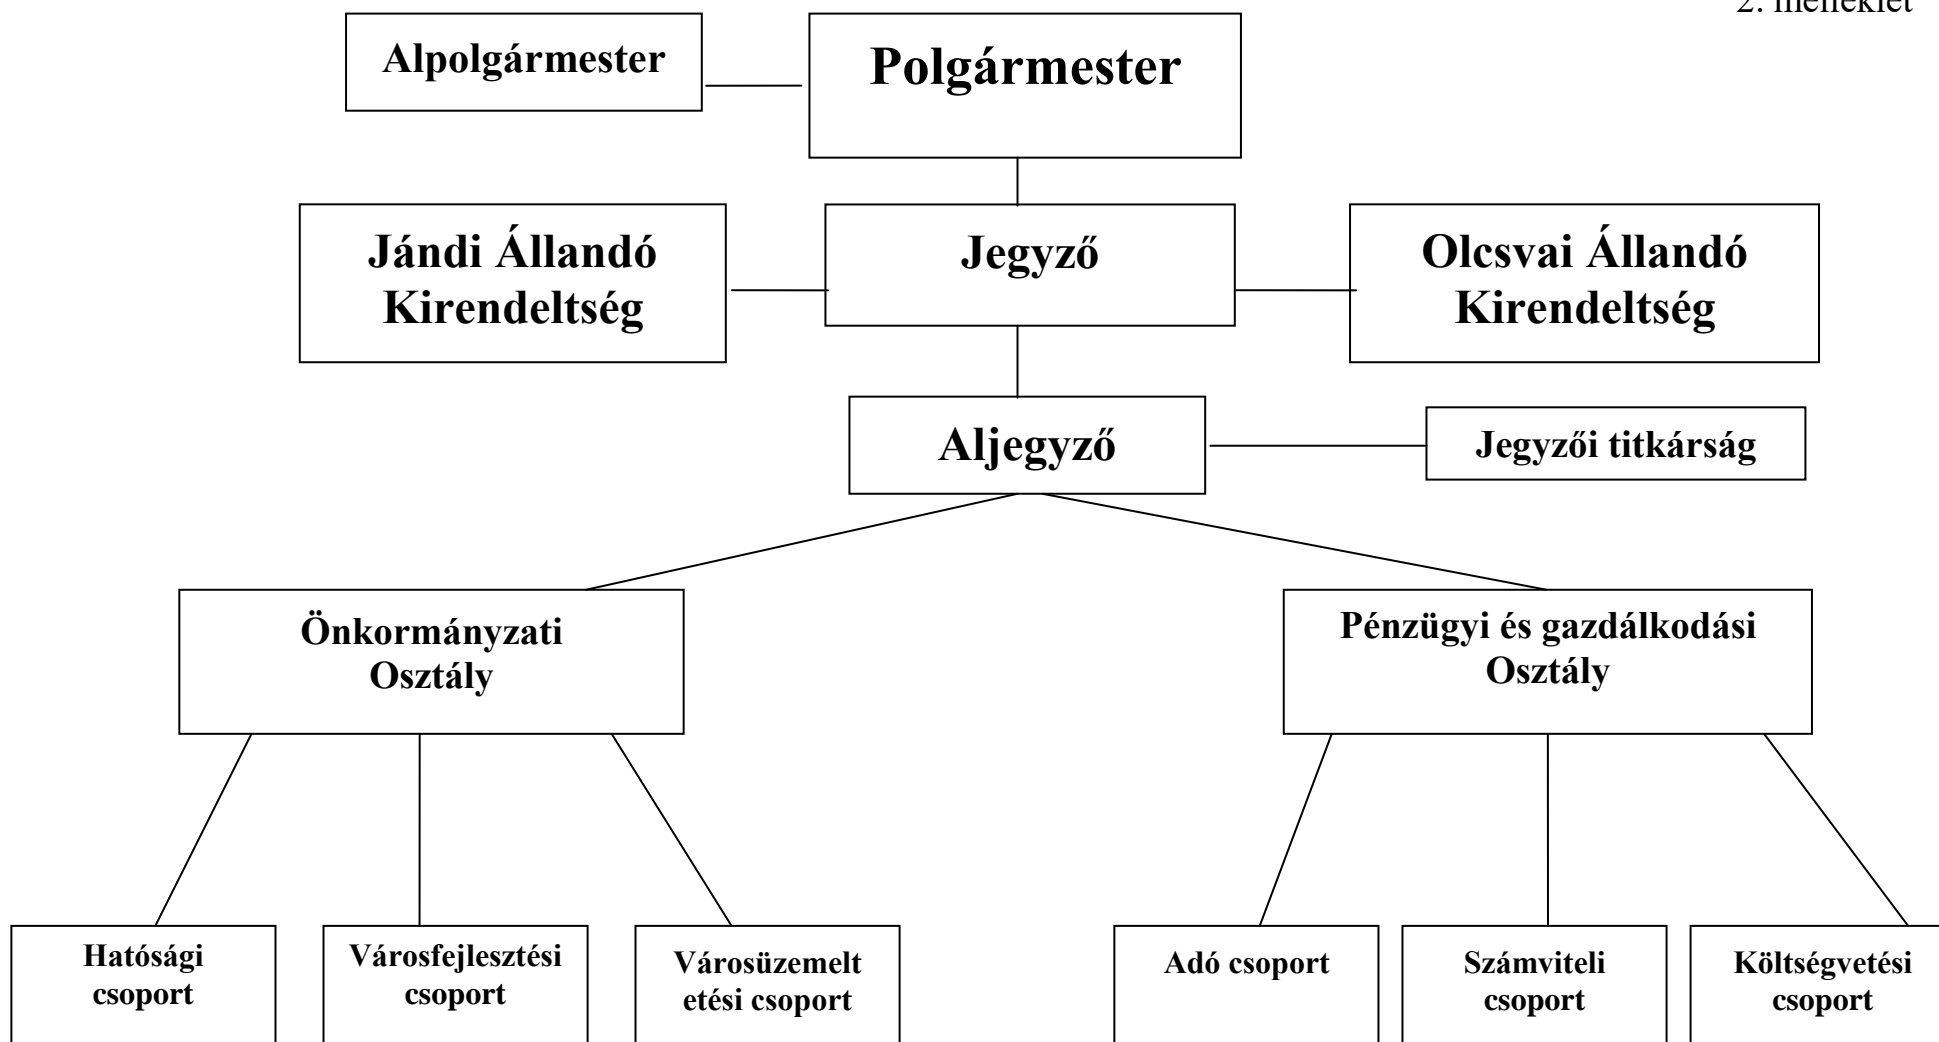 2. melléklet
Alpolgármester
Polgármester
Jándi Állandó
Kirendeltség
Jegyző
Olcsvai Állandó
Kirendeltség
Aljegyző
Jegyzői titkárság
Önkormányzati
Osztály
Pénzügyi és gazdálkodási
Osztály
Hatósági
csoport
Városfejlesztési
csoport
Városüzemelt
etési csoport
Adó csoport
Számviteli
csoport
Költségvetési
csoport